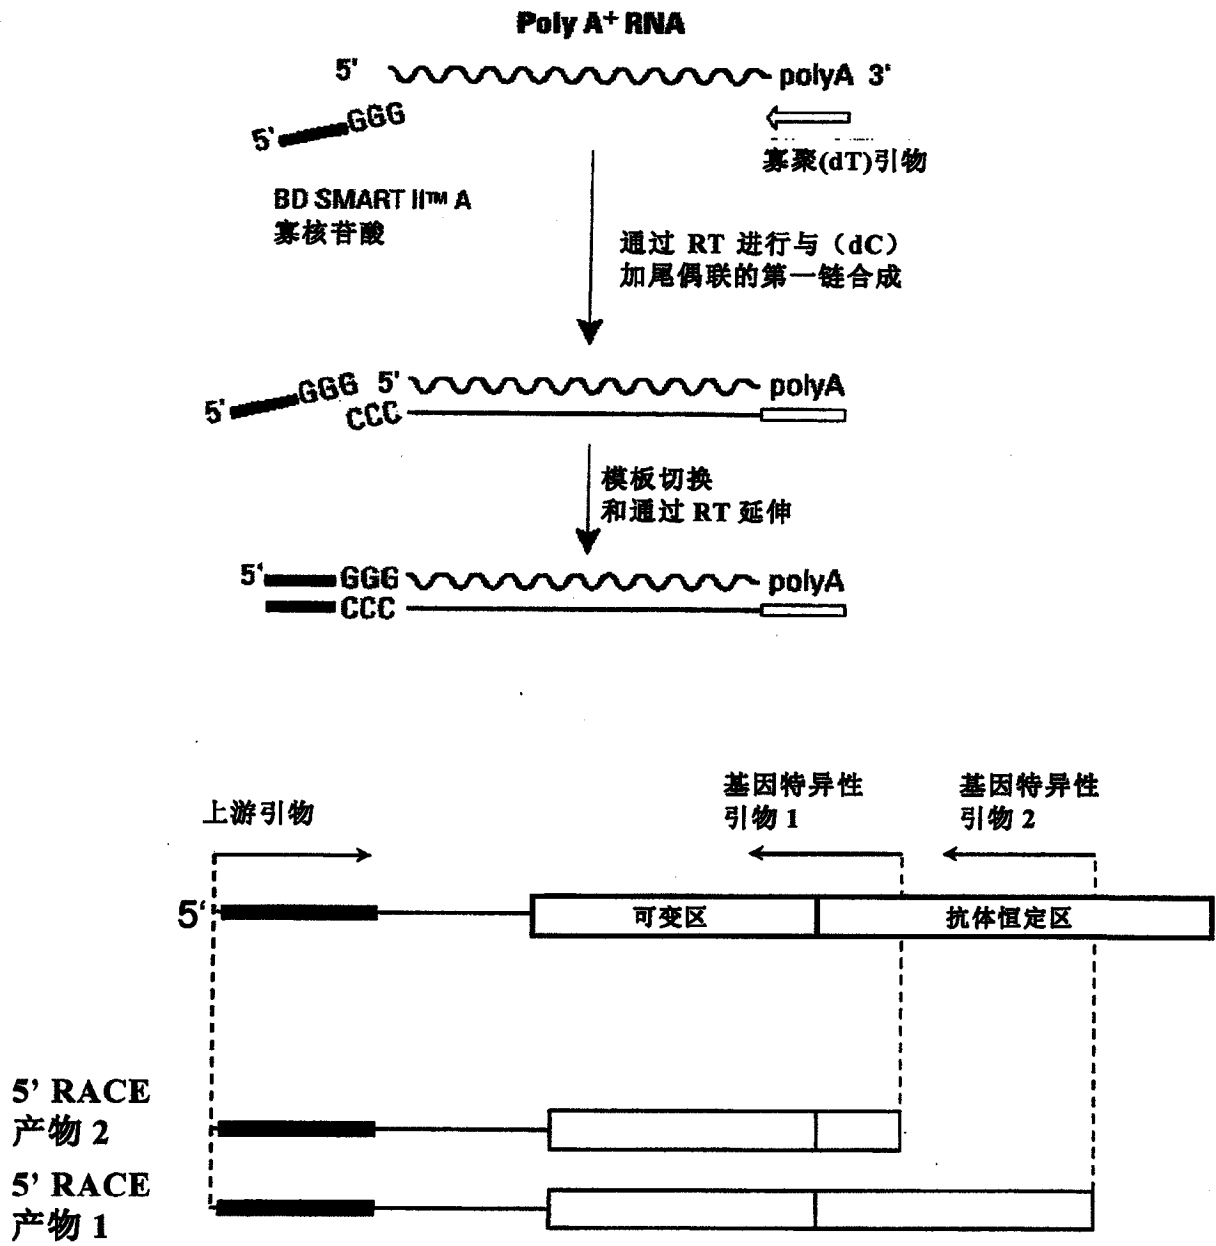 Poly A⁺ RNA
5' polyA 3'
5' GGG
寡聚(dT)引物
BD SMART II™ A
寡核苷酸
通过 RT 进行与（dC）
加尾偶联的第一链合成
5' GGG 5' polyA
CCC
模板切换
和通过 RT 延伸
5' GGG polyA
CCC
上游引物
基因特异性
引物 1
基因特异性
引物 2
5' 可变区 抗体恒定区
5' RACE
产物 2
5' RACE
产物 1